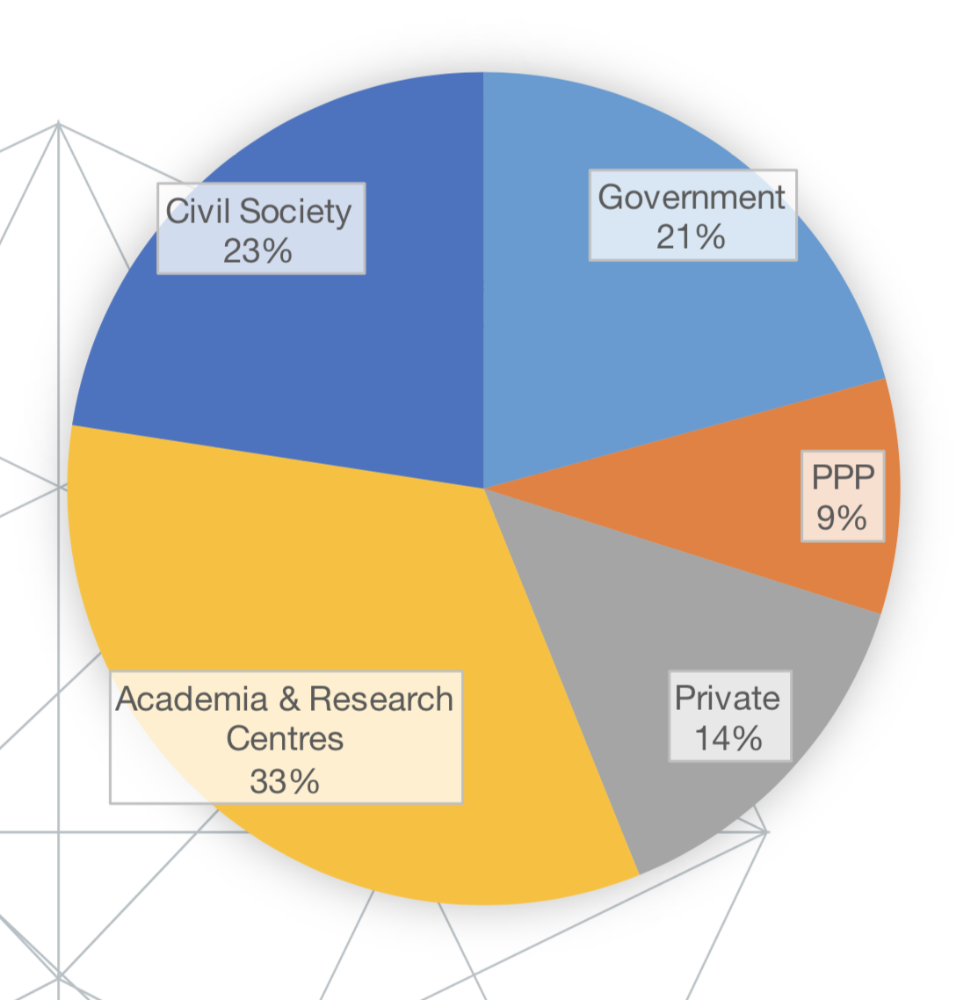 Civil Society
23%
Government
21%
PPP
9%
Private
14%
Academia & Research
Centres
33%